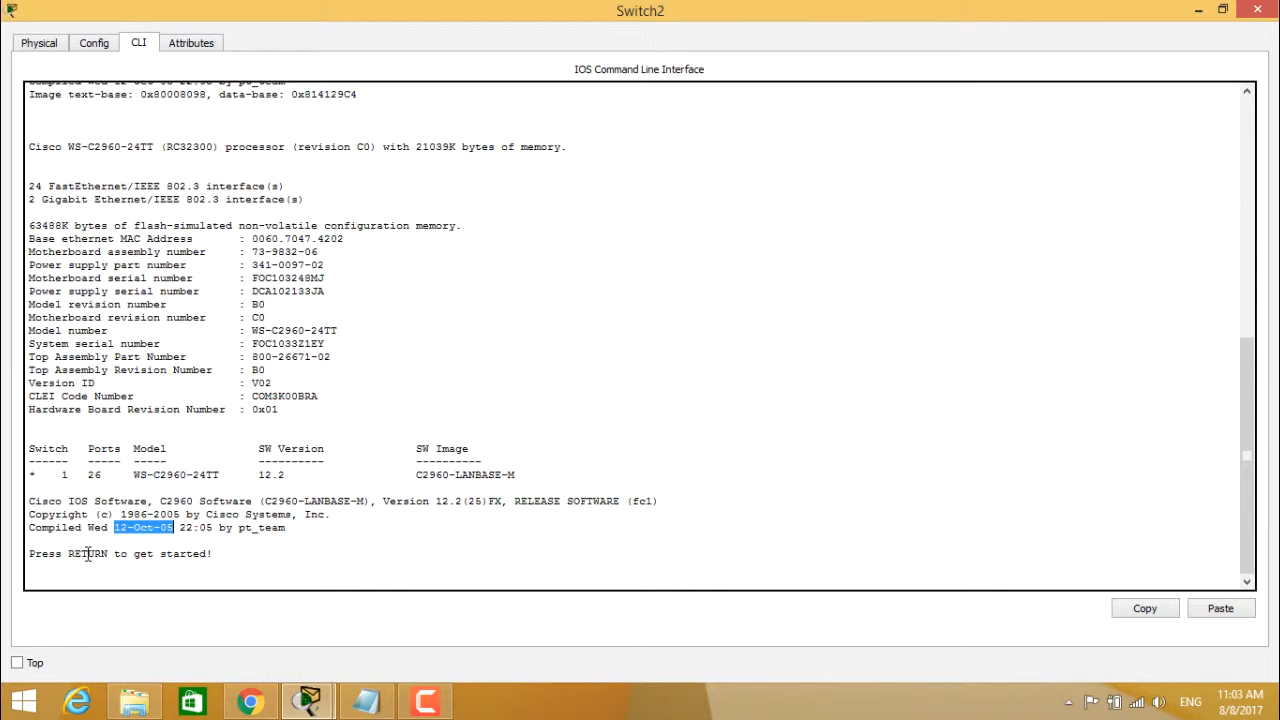 Switch2
Physical Config CLI Attributes
IOS Command Line Interface
Compiled Wed 12-Oct-05 22:05 by pt_team
Image text-base: 0x80008098, data-base: 0x814129C4
Cisco WS-C2960-24TT (RC32300) processor (revision C0) with 21039K bytes of memory.
24 FastEthernet/IEEE 802.3 interface(s)
2 Gigabit Ethernet/IEEE 802.3 interface(s)
63488K bytes of flash-simulated non-volatile configuration memory.
Base ethernet MAC Address : 0060.7047.4202
Motherboard assembly number : 73-9832-06
Power supply part number : 341-0097-02
Motherboard serial number : FOC103248MJ
Power supply serial number : DCA102133JA
Model revision number : B0
Motherboard revision number : C0
Model number : WS-C2960-24TT
System serial number : FOC1033Z1EY
Top Assembly Part Number : 800-26671-02
Top Assembly Revision Number : B0
Version ID : V02
CLEI Code Number : COM3K00BRA
Hardware Board Revision Number : 0x01
Switch Ports Model SW Version SW Image
------ ----- ----- ---------- ----------
* 1 26 WS-C2960-24TT 12.2 C2960-LANBASE-M
Cisco IOS Software, C2960 Software (C2960-LANBASE-M), Version 12.2(25)FX, RELEASE SOFTWARE (fc1)
Copyright (c) 1986-2005 by Cisco Systems, Inc.
Compiled Wed 12-Oct-05 22:05 by pt_team
Press RETURN to get started!
Copy Paste
Top
ENG
11:03 AM
8/8/2017